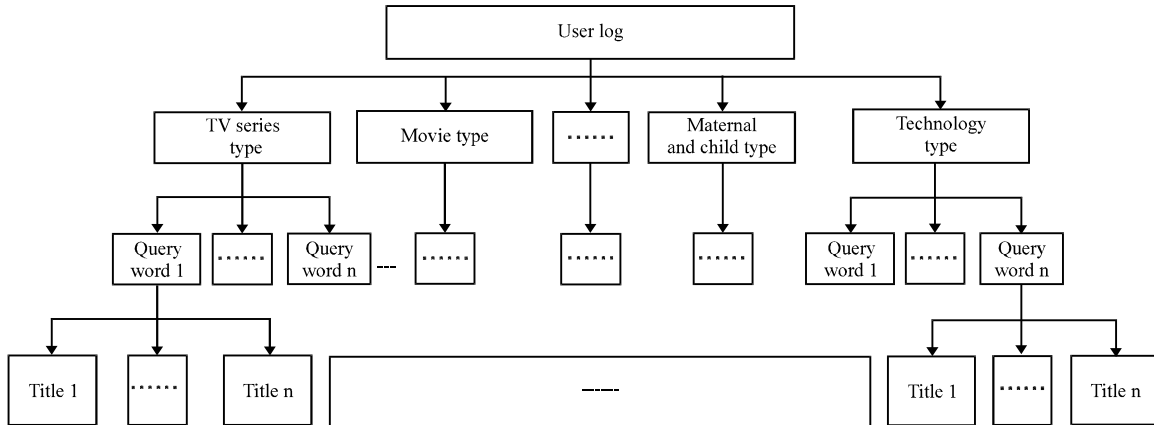 User log
TV series
type
Movie type
......
Maternal
and child type
Technology
type
Query
word 1
......
Query
word n
---
......
......
......
Query
word 1
......
Query
word n
Title 1
......
Title n
------
Title 1
......
Title n